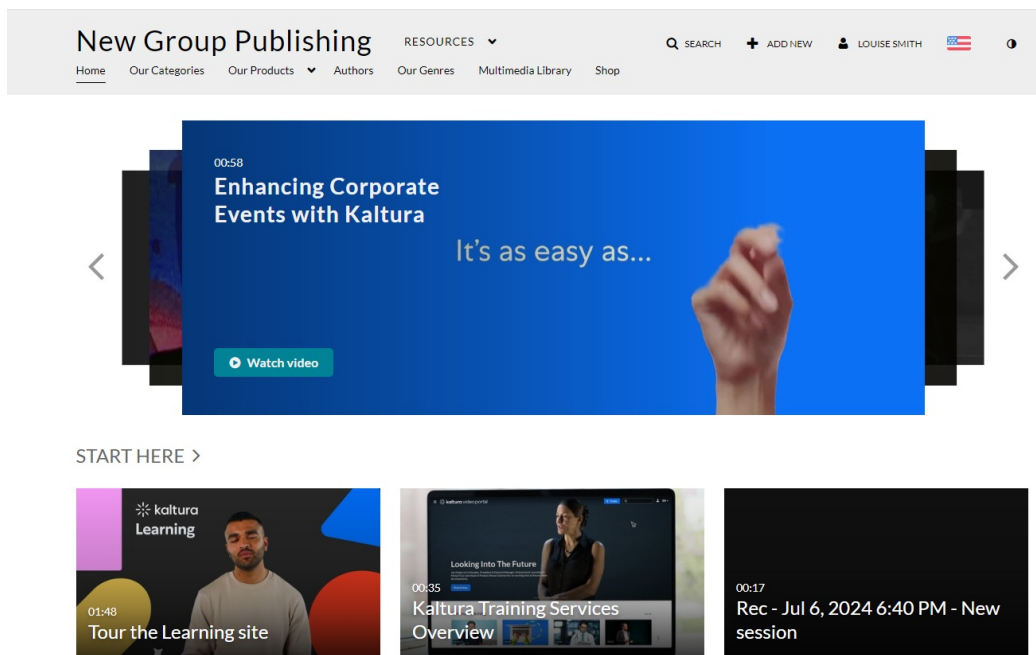 New Group Publishing
RESOURCES
SEARCH
ADD NEW
LOUISE SMITH
Home
Our Categories
Our Products
Authors
Our Genres
Multimedia Library
Shop
00:58
Enhancing Corporate
Events with Kaltura
It's as easy as...
Watch video
START HERE >
kaltura
Learning
01:48
Tour the Learning site
Looking Into The Future
00:35
Kaltura Training Services
Overview
00:17
Rec - Jul 6, 2024 6:40 PM - New
session